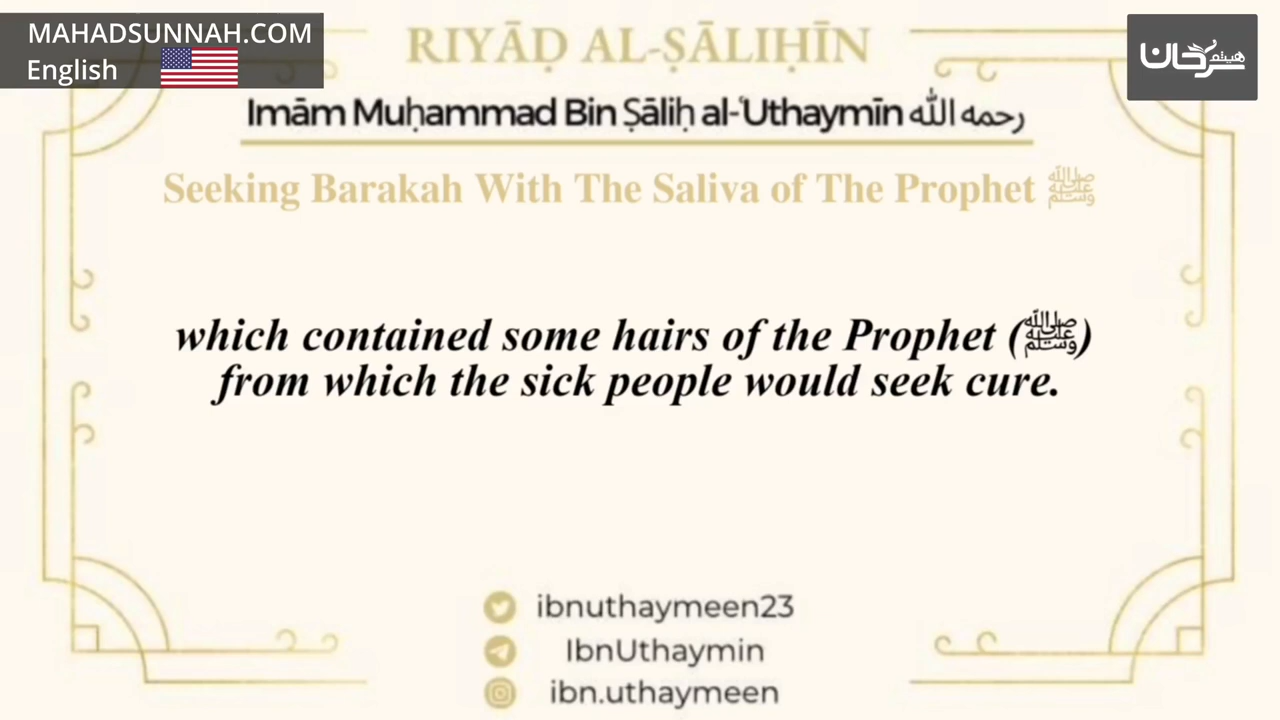 MAHADSUNNAH.COM
English
هيثم
سرحان
RIYĀḌ AL-ṢĀLIḤĪN
Imām Muḥammad Bin Ṣāliḥ al-ʿUthaymīn رحمه الله
Seeking Barakah With The Saliva of The Prophet ﷺ
which contained some hairs of the Prophet (ﷺ)
from which the sick people would seek cure.
ibnuthaymeen23
IbnUthaymin
ibn.uthaymeen